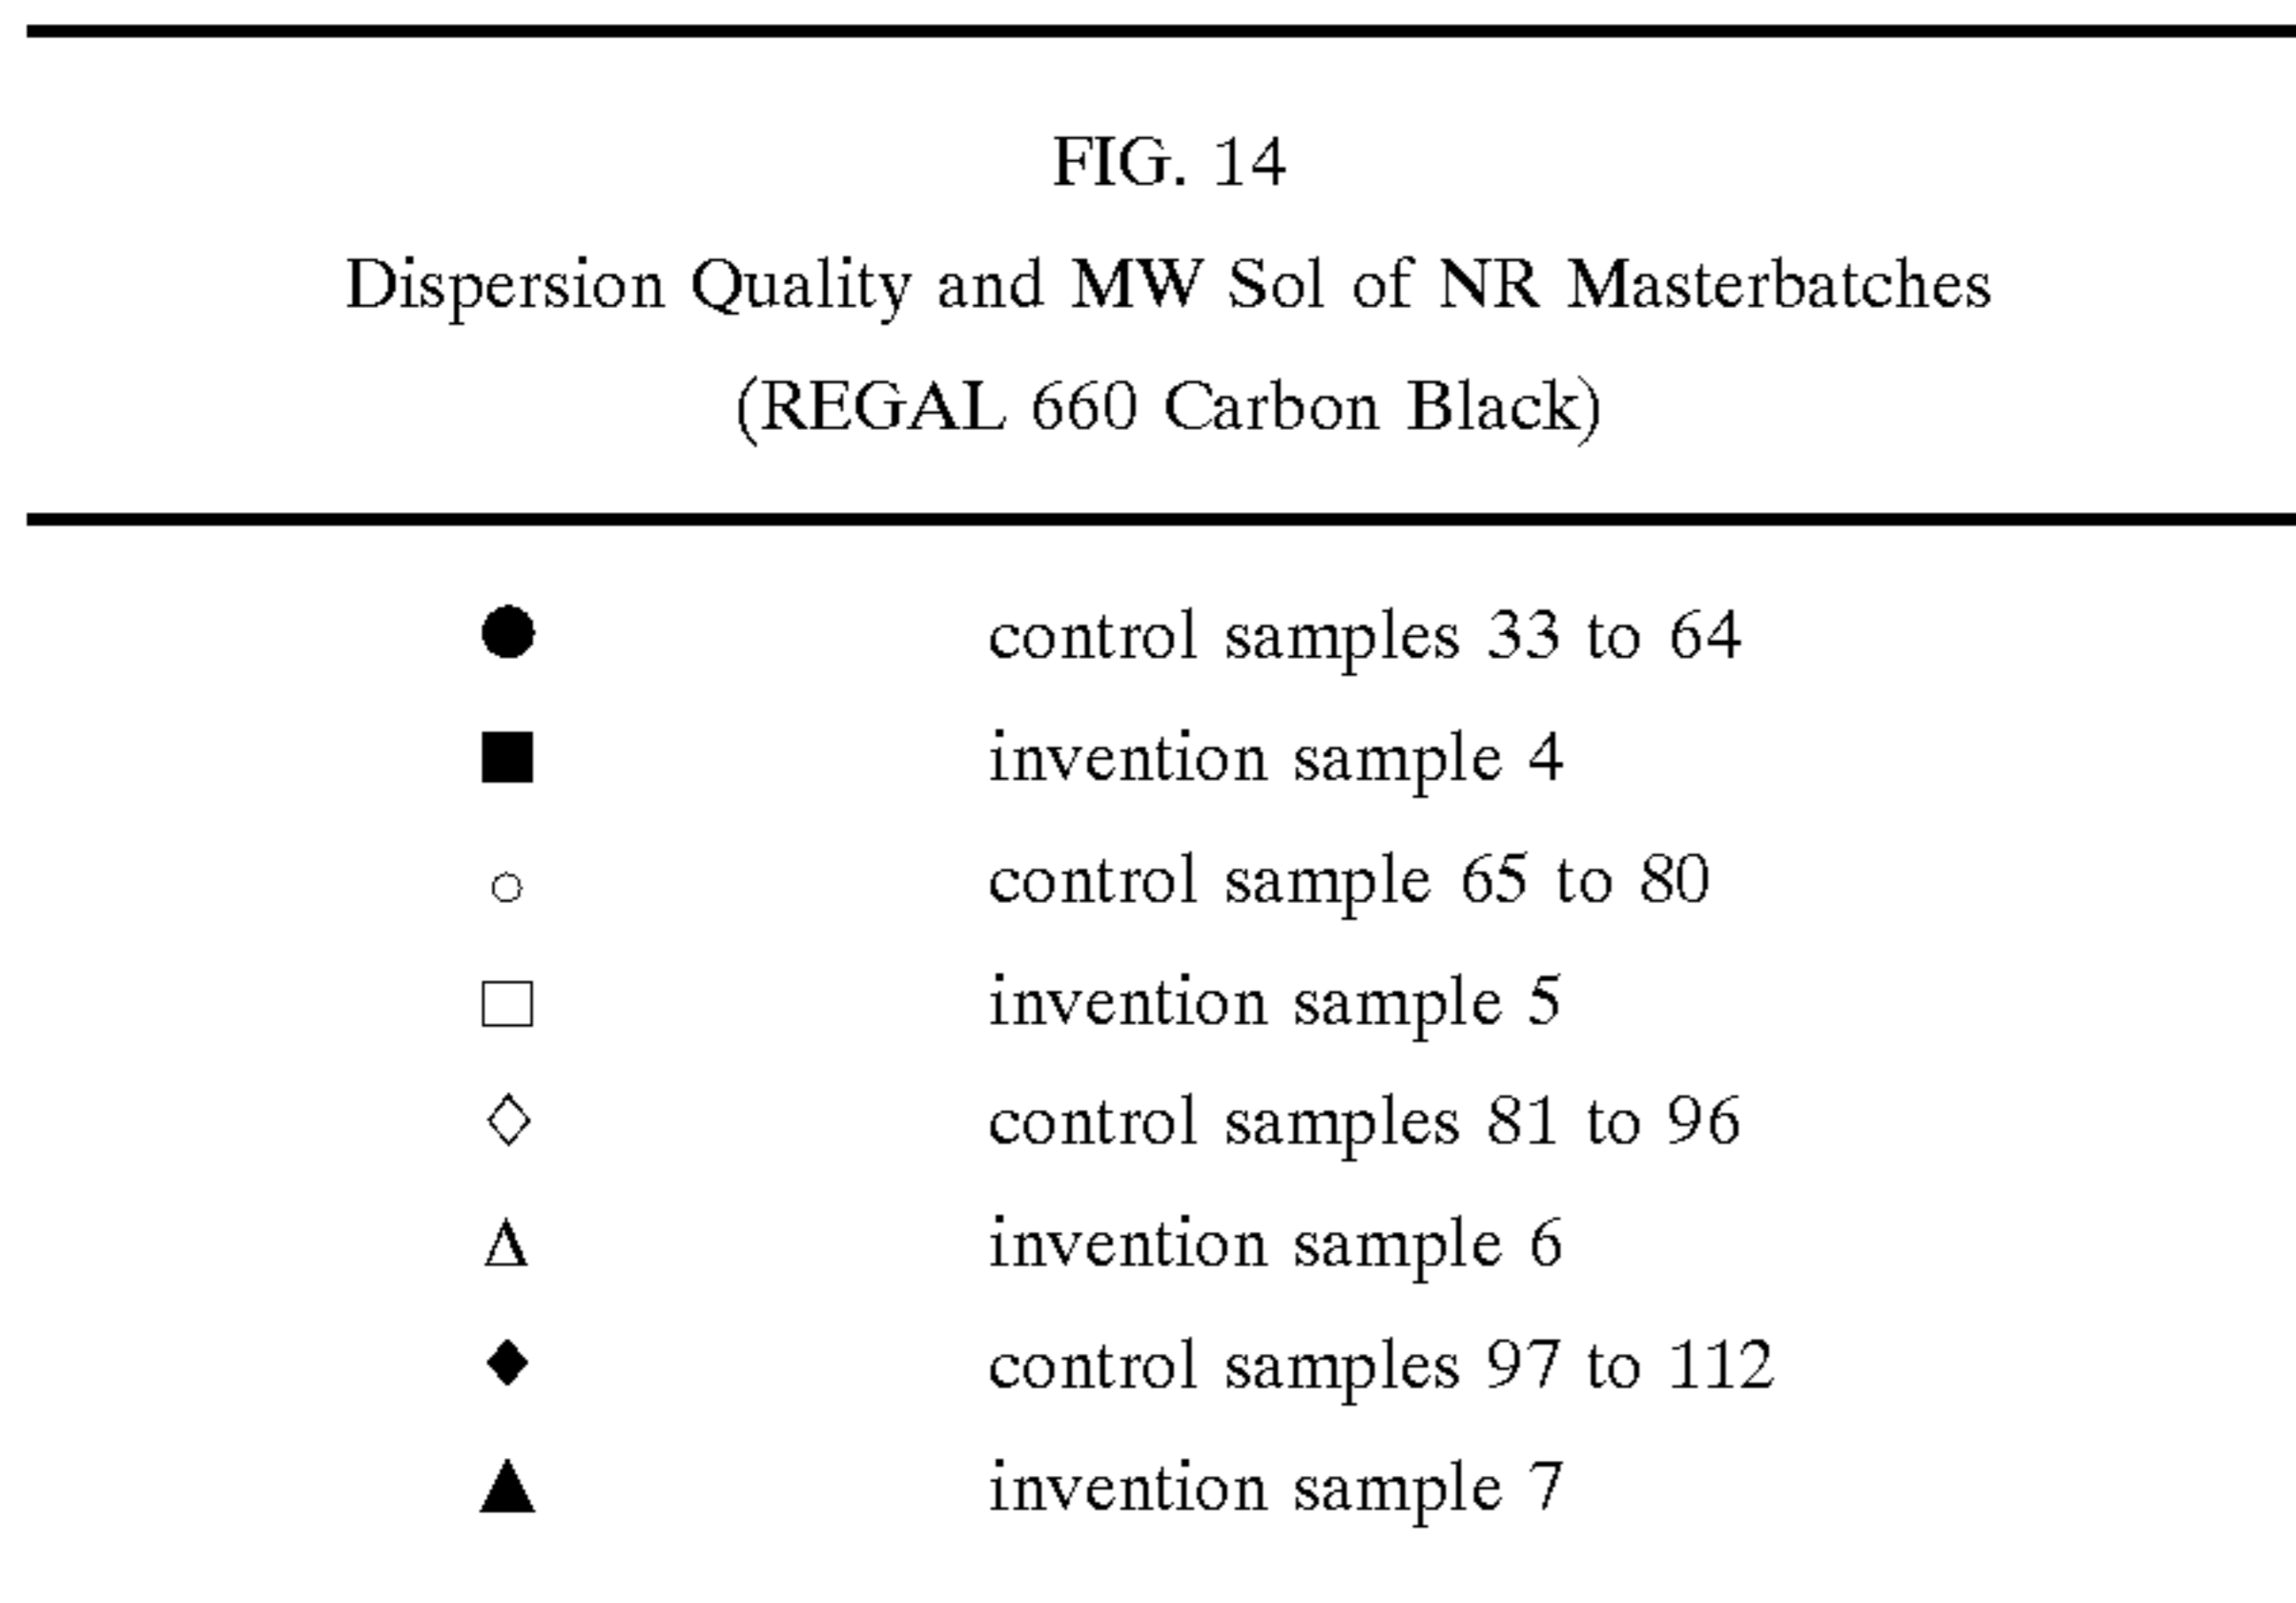 FIG. 14
Dispersion Quality and MW Sol of NR Masterbatches
(REGAL 660 Carbon Black)
● control samples 33 to 64
■ invention sample 4
○ control sample 65 to 80
□ invention sample 5
◇ control samples 81 to 96
Δ invention sample 6
◆ control samples 97 to 112
▲ invention sample 7